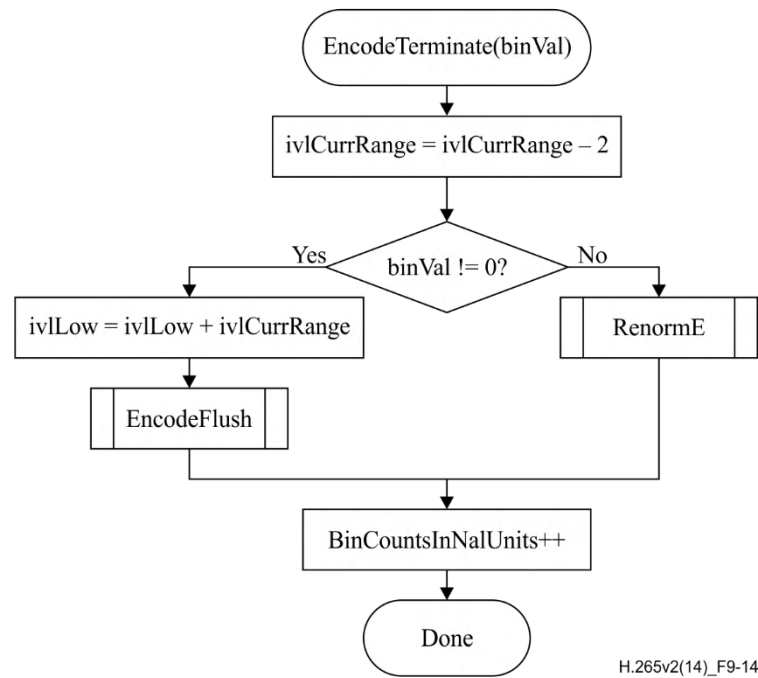 EncodeTerminate(binVal)
ivlCurrRange = ivlCurrRange – 2
binVal != 0?
Yes
No
ivlLow = ivlLow + ivlCurrRange
RenormE
EncodeFlush
BinCountsInNalUnits++
Done
H.265v2(14)_F9-14